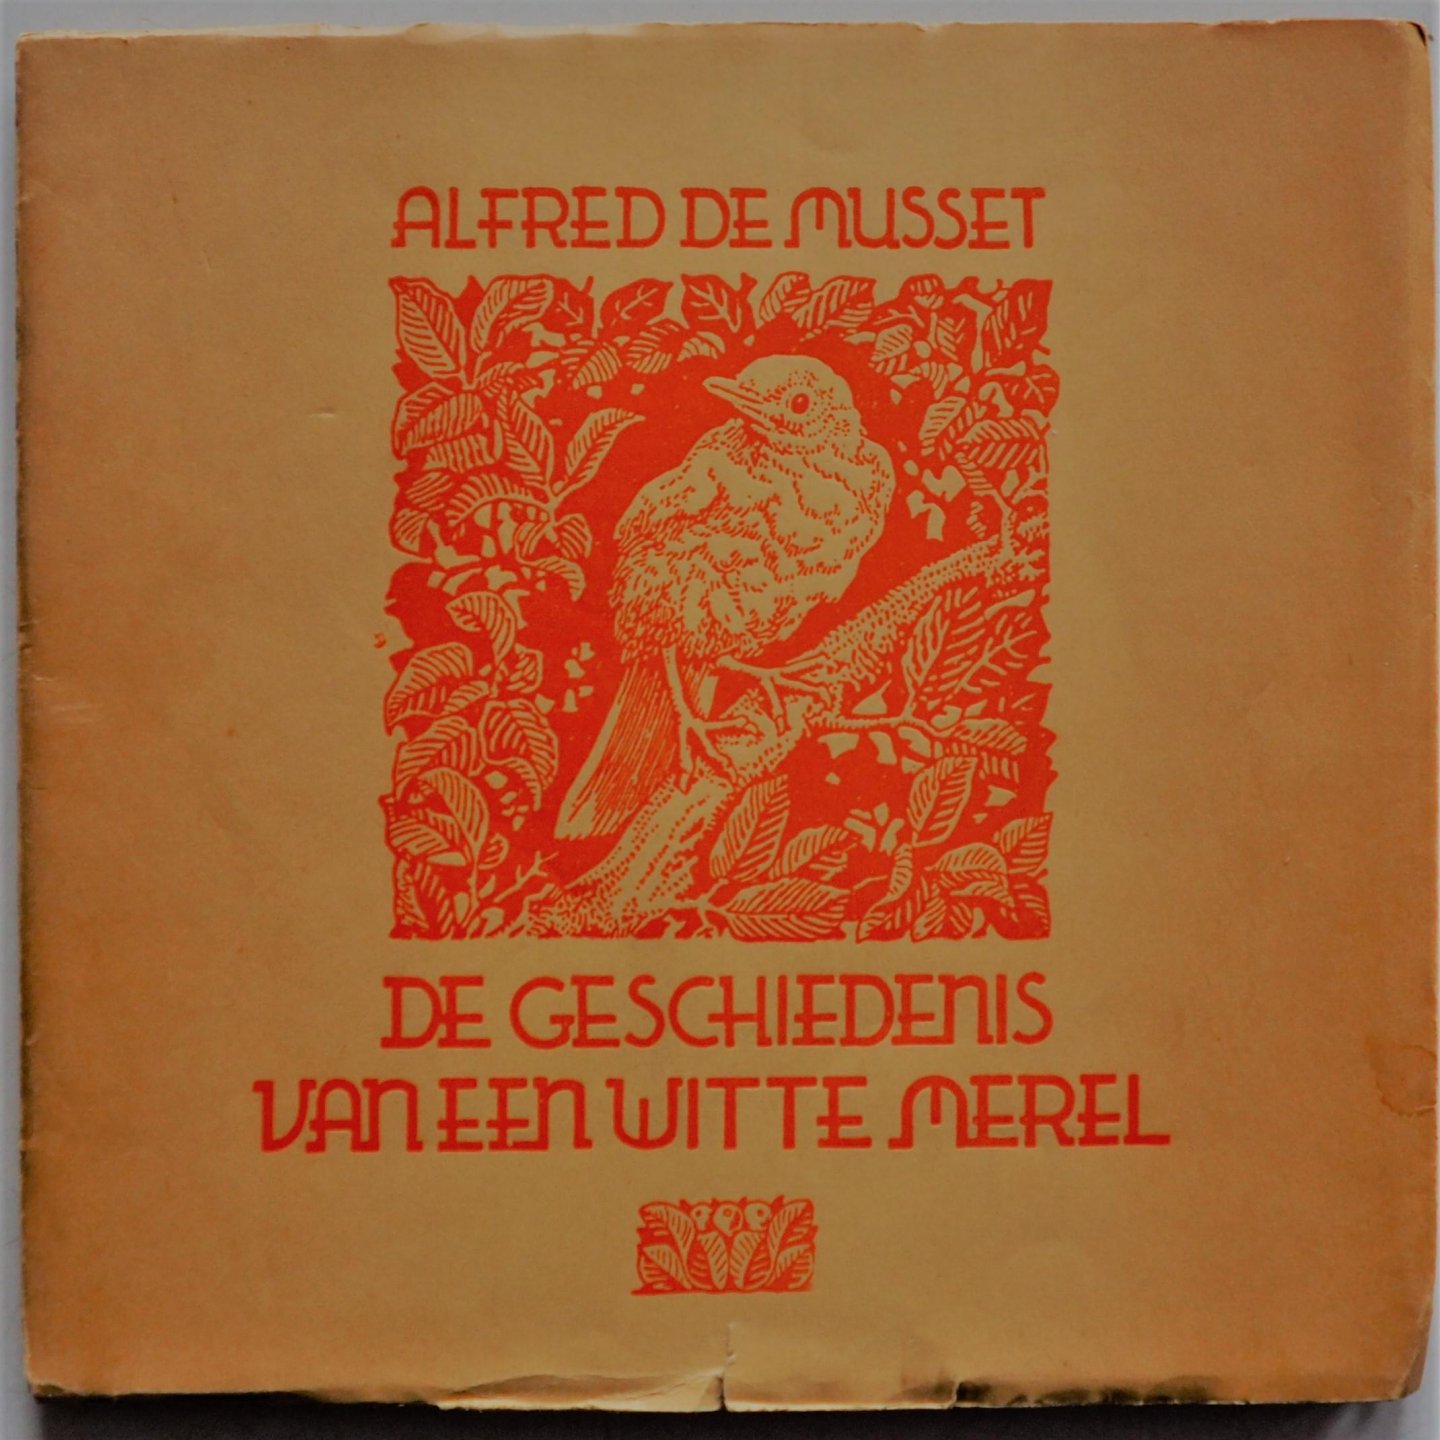 ALFRED DE MUSSET
DE GESCHIEDENIS
VAN EEN WITTE MEREL